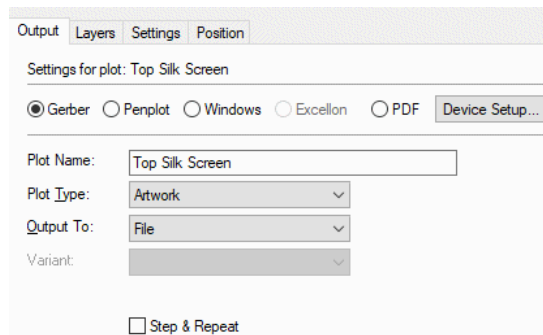 Output Layers Settings Position
Settings for plot: Top Silk Screen
Gerber Penplot Windows Excellon PDF Device Setup...
Plot Name: Top Silk Screen
Plot Type: Artwork
Output To: File
Variant:
Step & Repeat